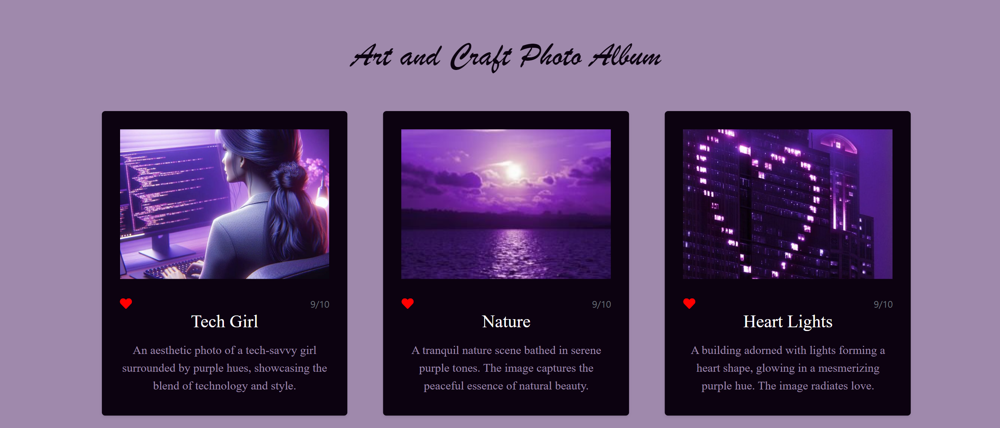 Art and Craft Photo Album
9/10
Tech Girl
An aesthetic photo of a tech-savvy girl
surrounded by purple hues, showcasing the
blend of technology and style.
9/10
Nature
A tranquil nature scene bathed in serene
purple tones. The image captures the
peaceful essence of natural beauty.
9/10
Heart Lights
A building adorned with lights forming a
heart shape, glowing in a mesmerizing
purple hue. The image radiates love.